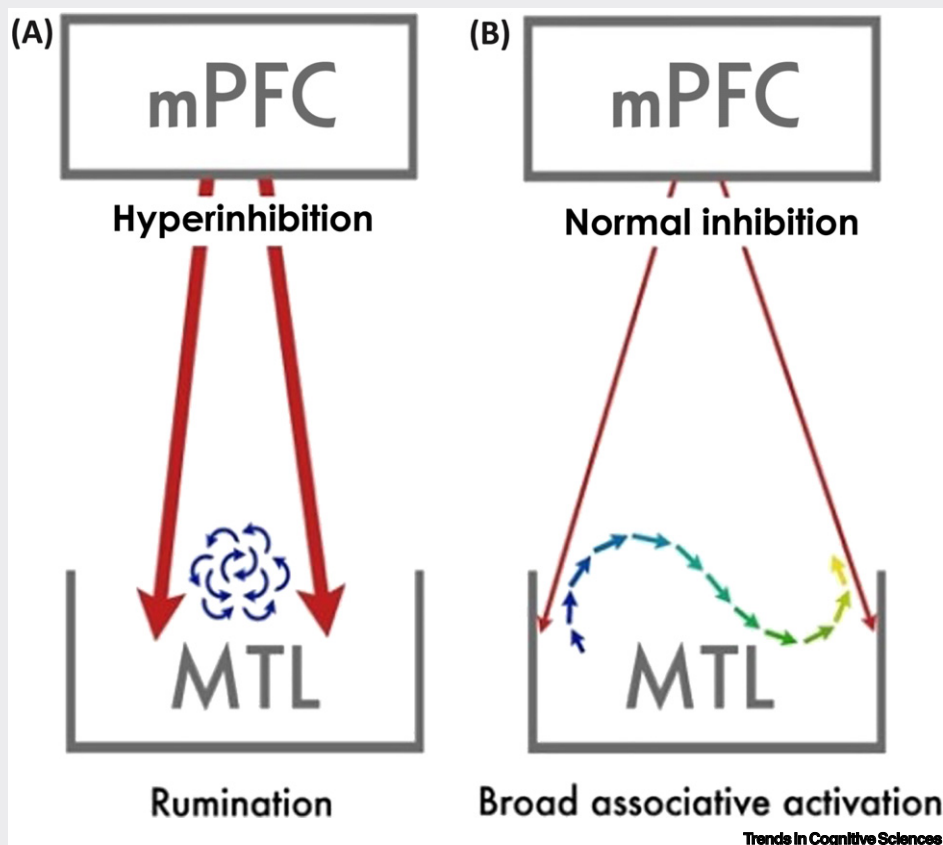 (A)
mPFC
Hyperinhibition
MTL
Rumination
(B)
mPFC
Normal inhibition
MTL
Broad associative activation
Trends in Cognitive Sciences